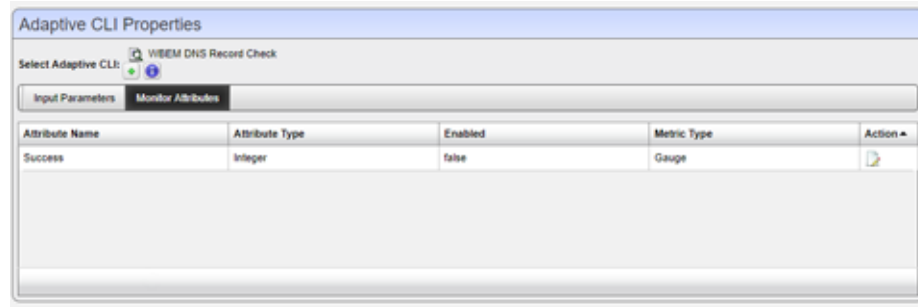 Adaptive CLI Properties
WBEM DNS Record Check
Select Adaptive CLI:
Input Parameters Monitor Attributes
Attribute Name Attribute Type Enabled Metric Type Action
Success Integer false Gauge